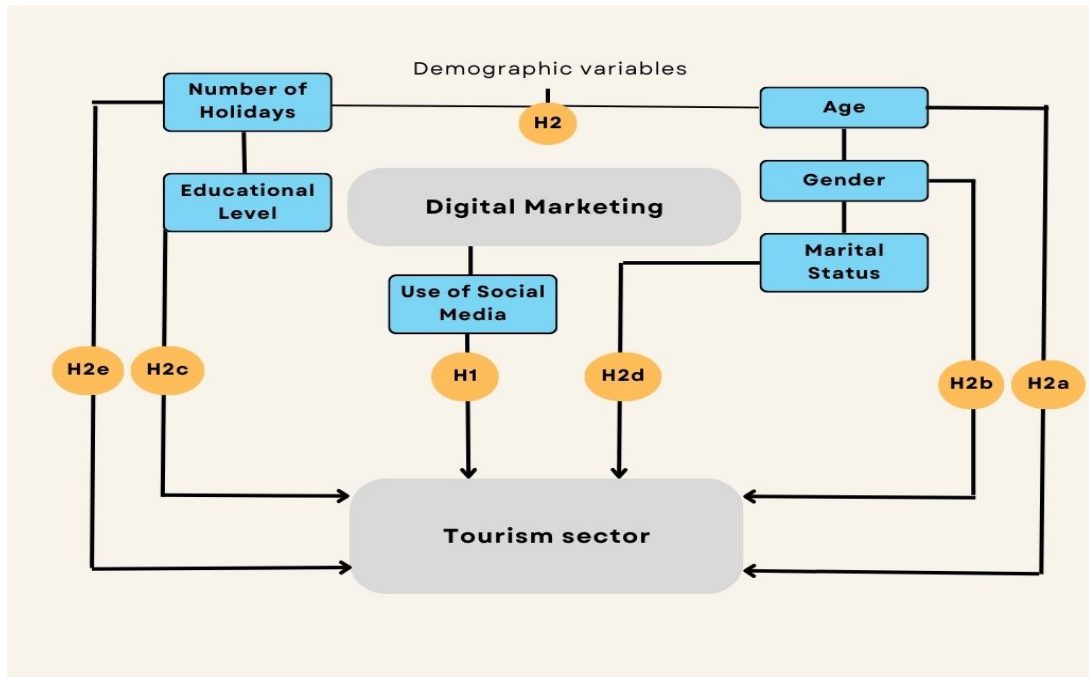 Demographic variables
Number of
Holidays
H2
Age
Educational
Level
Digital Marketing
Gender
Marital
Status
Use of Social
Media
H2e
H2c
H1
H2d
H2b
H2a
Tourism sector